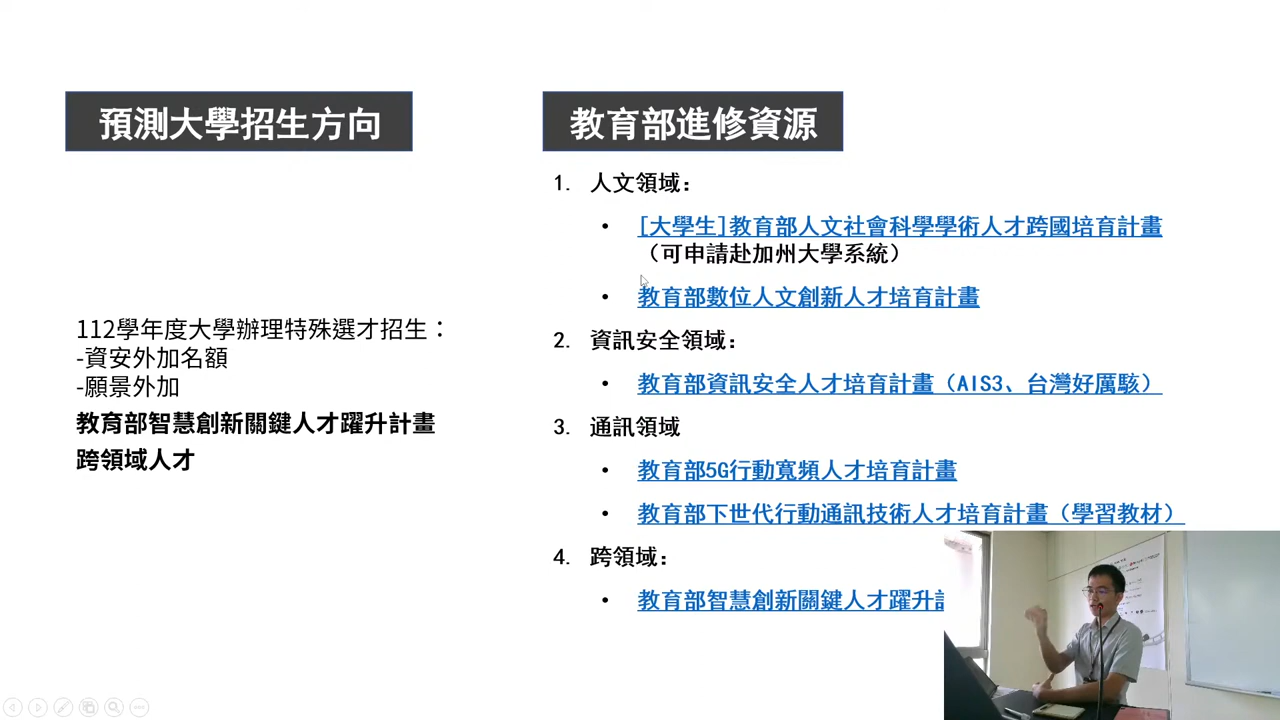 預測大學招生方向
112學年度大學辦理特殊選才招生：
-資安外加名額
-願景外加
教育部智慧創新關鍵人才躍升計畫
跨領域人才
教育部進修資源
1. 人文領域：
• [大學生]教育部人文社會科學學術人才跨國培育計畫
（可申請赴加州大學系統）
• 教育部數位人文創新人才培育計畫
2. 資訊安全領域：
• 教育部資訊安全人才培育計畫（AIS3、台灣好厲駭）
3. 通訊領域
• 教育部5G行動寬頻人才培育計畫
• 教育部下世代行動通訊技術人才培育計畫（學習教材）
4. 跨領域：
• 教育部智慧創新關鍵人才躍升